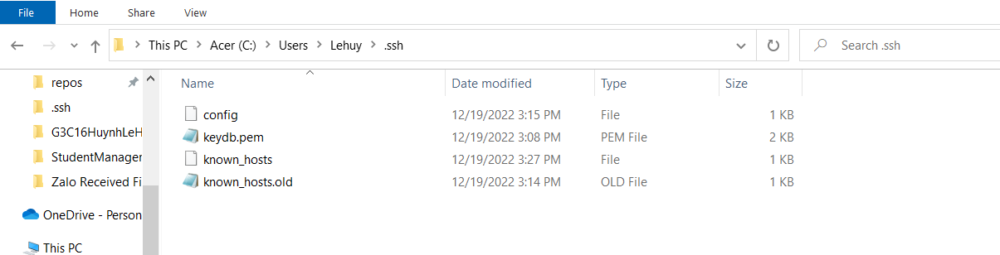 File Home Share View
This PC Acer (C:) Users Lehuy .ssh
Search .ssh
repos
.ssh
G3C16HuynhLeH
StudentManager
Zalo Received Fi
OneDrive - Person
This PC
Name Date modified Type Size
config 12/19/2022 3:15 PM File 1 KB
keydb.pem 12/19/2022 3:08 PM PEM File 2 KB
known_hosts 12/19/2022 3:27 PM File 1 KB
known_hosts.old 12/19/2022 3:14 PM OLD File 1 KB